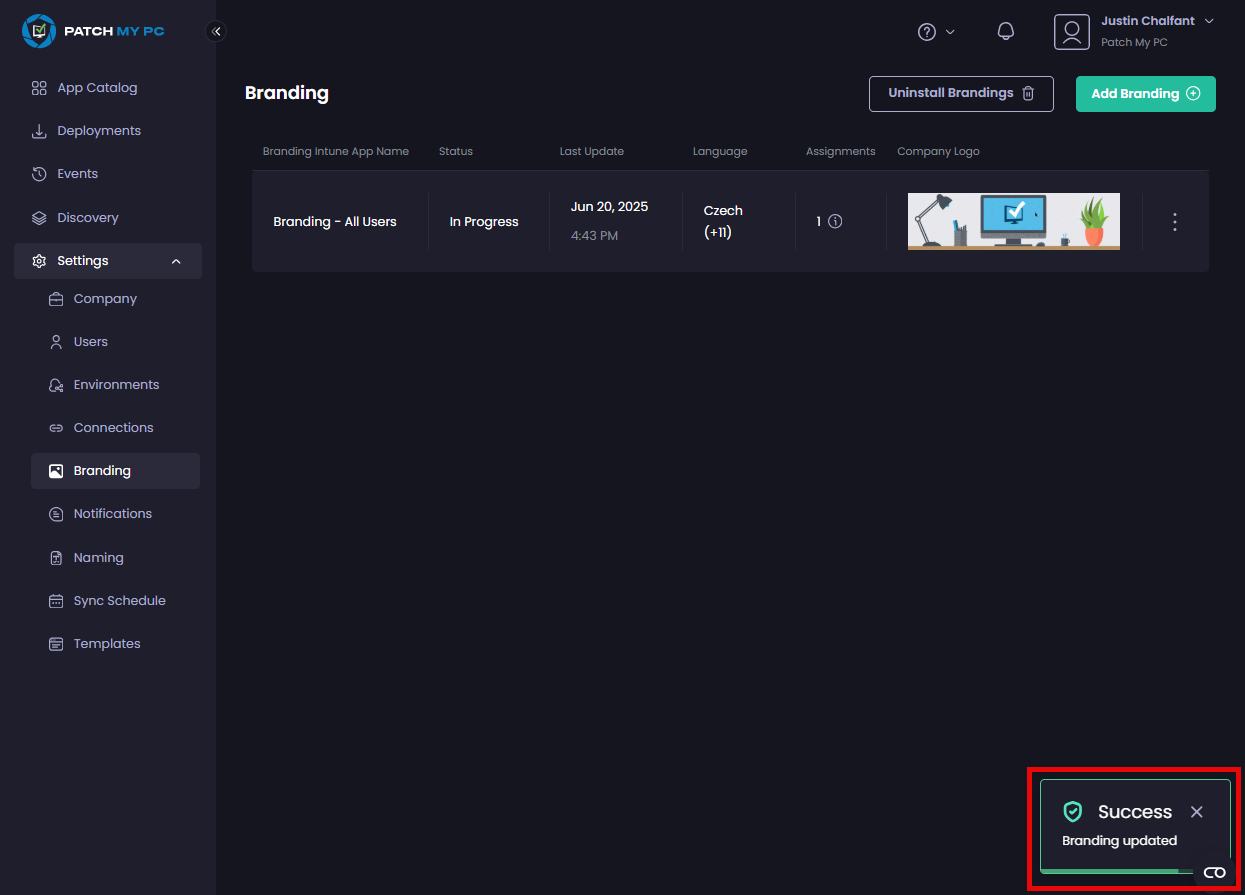 PATCH MY PC
Justin Chalfant
Patch My PC
App Catalog
Deployments
Events
Discovery
Settings
Company
Users
Environments
Connections
Branding
Notifications
Naming
Sync Schedule
Templates
Branding
Uninstall Brandings
Add Branding
Branding Intune App Name Status Last Update Language Assignments Company Logo
Branding - All Users In Progress Jun 20, 2025 4:43 PM Czech (+11) 1
Success
Branding updated